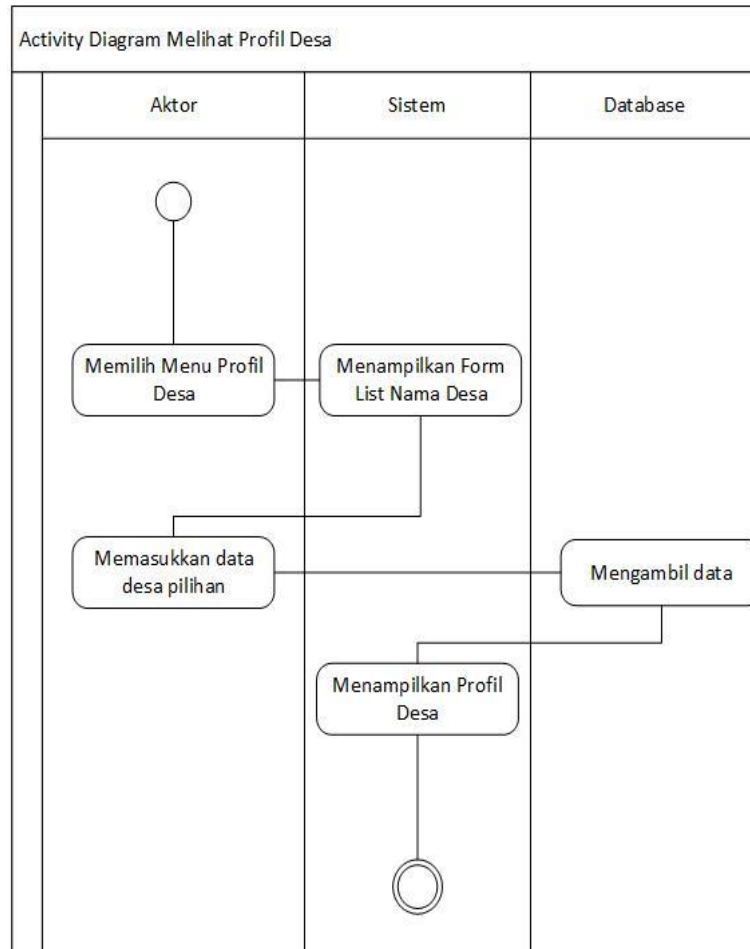 Activity Diagram Melihat Profil Desa
Aktor
Sistem
Database
Memilih Menu Profil
Desa
Menampilkan Form
List Nama Desa
Memasukkan data
desa pilihan
Mengambil data
Menampilkan Profil
Desa